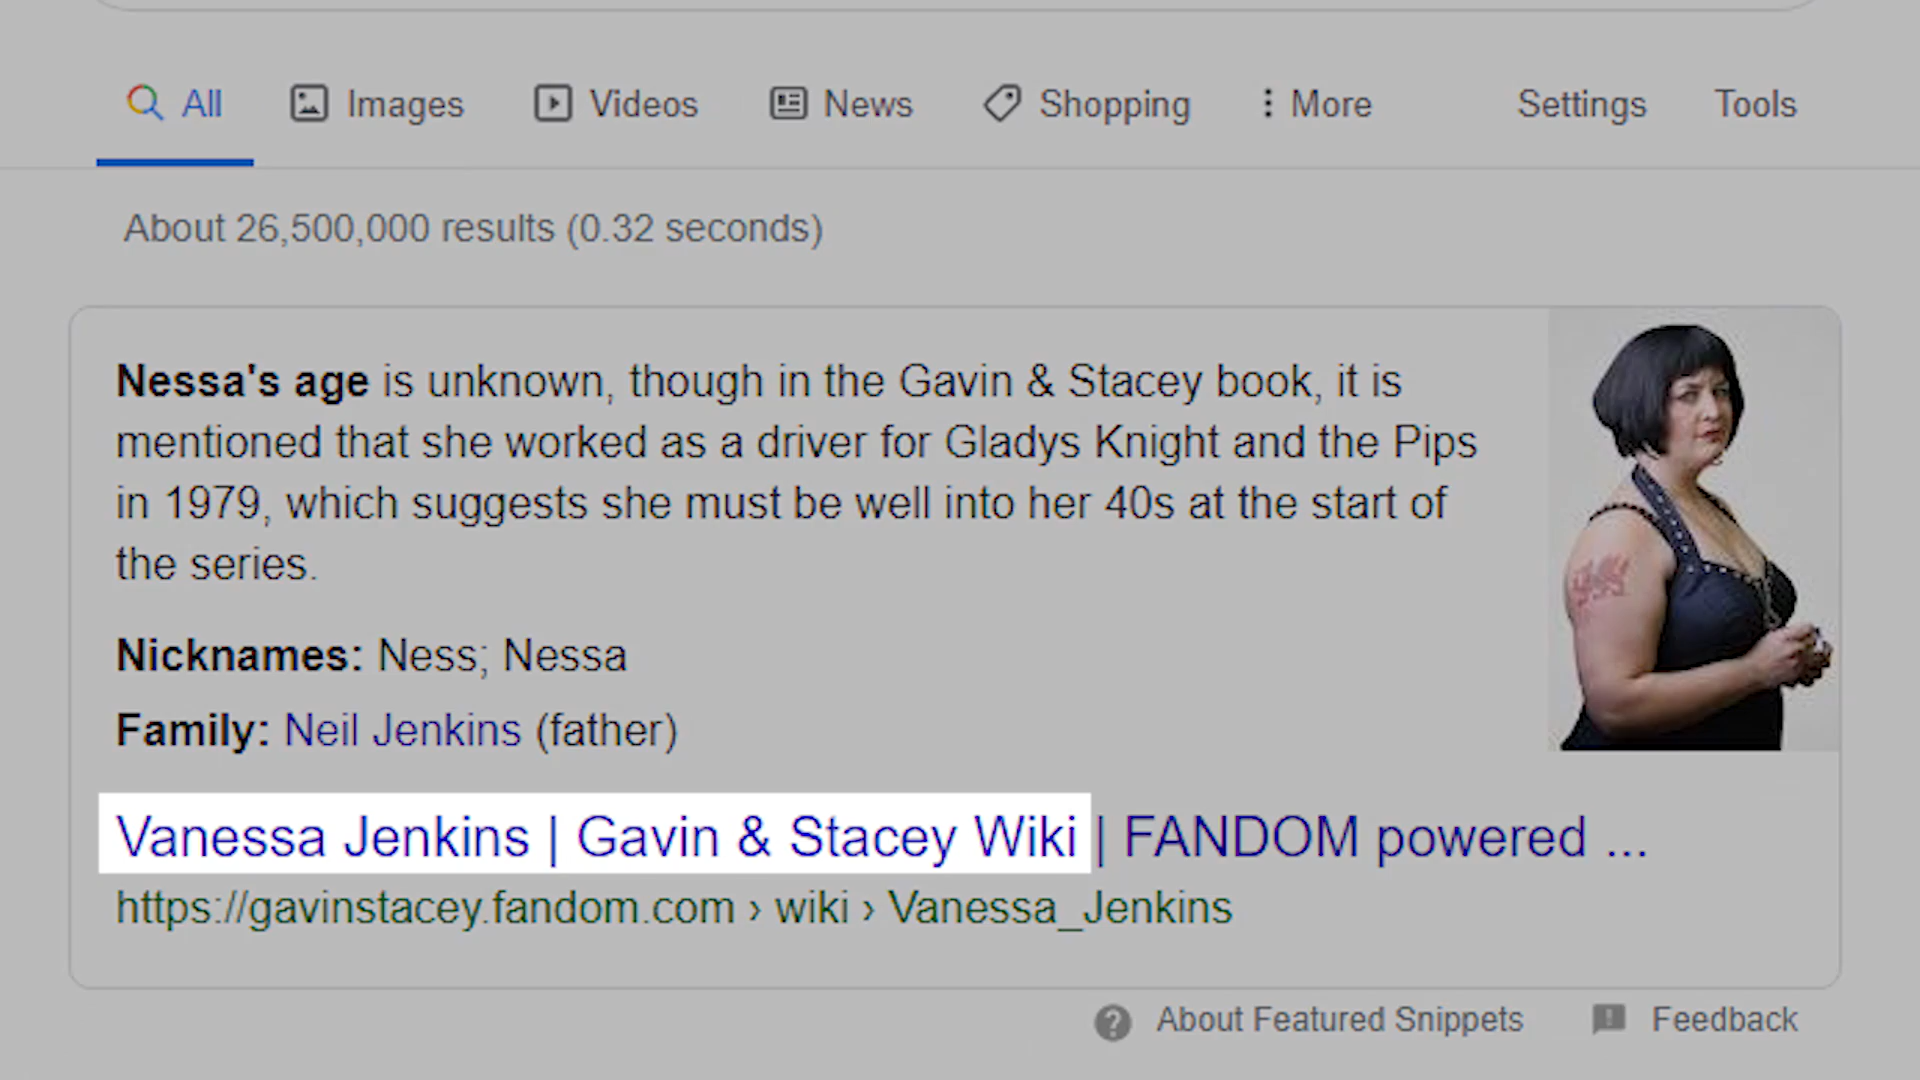 All Images Videos News Shopping More Settings Tools
About 26,500,000 results (0.32 seconds)
Nessa's age is unknown, though in the Gavin & Stacey book, it is
mentioned that she worked as a driver for Gladys Knight and the Pips
in 1979, which suggests she must be well into her 40s at the start of
the series.
Nicknames: Ness; Nessa
Family: Neil Jenkins (father)
Vanessa Jenkins | Gavin & Stacey Wiki | FANDOM powered ...
https://gavinstacey.fandom.com › wiki › Vanessa_Jenkins
About Featured Snippets Feedback